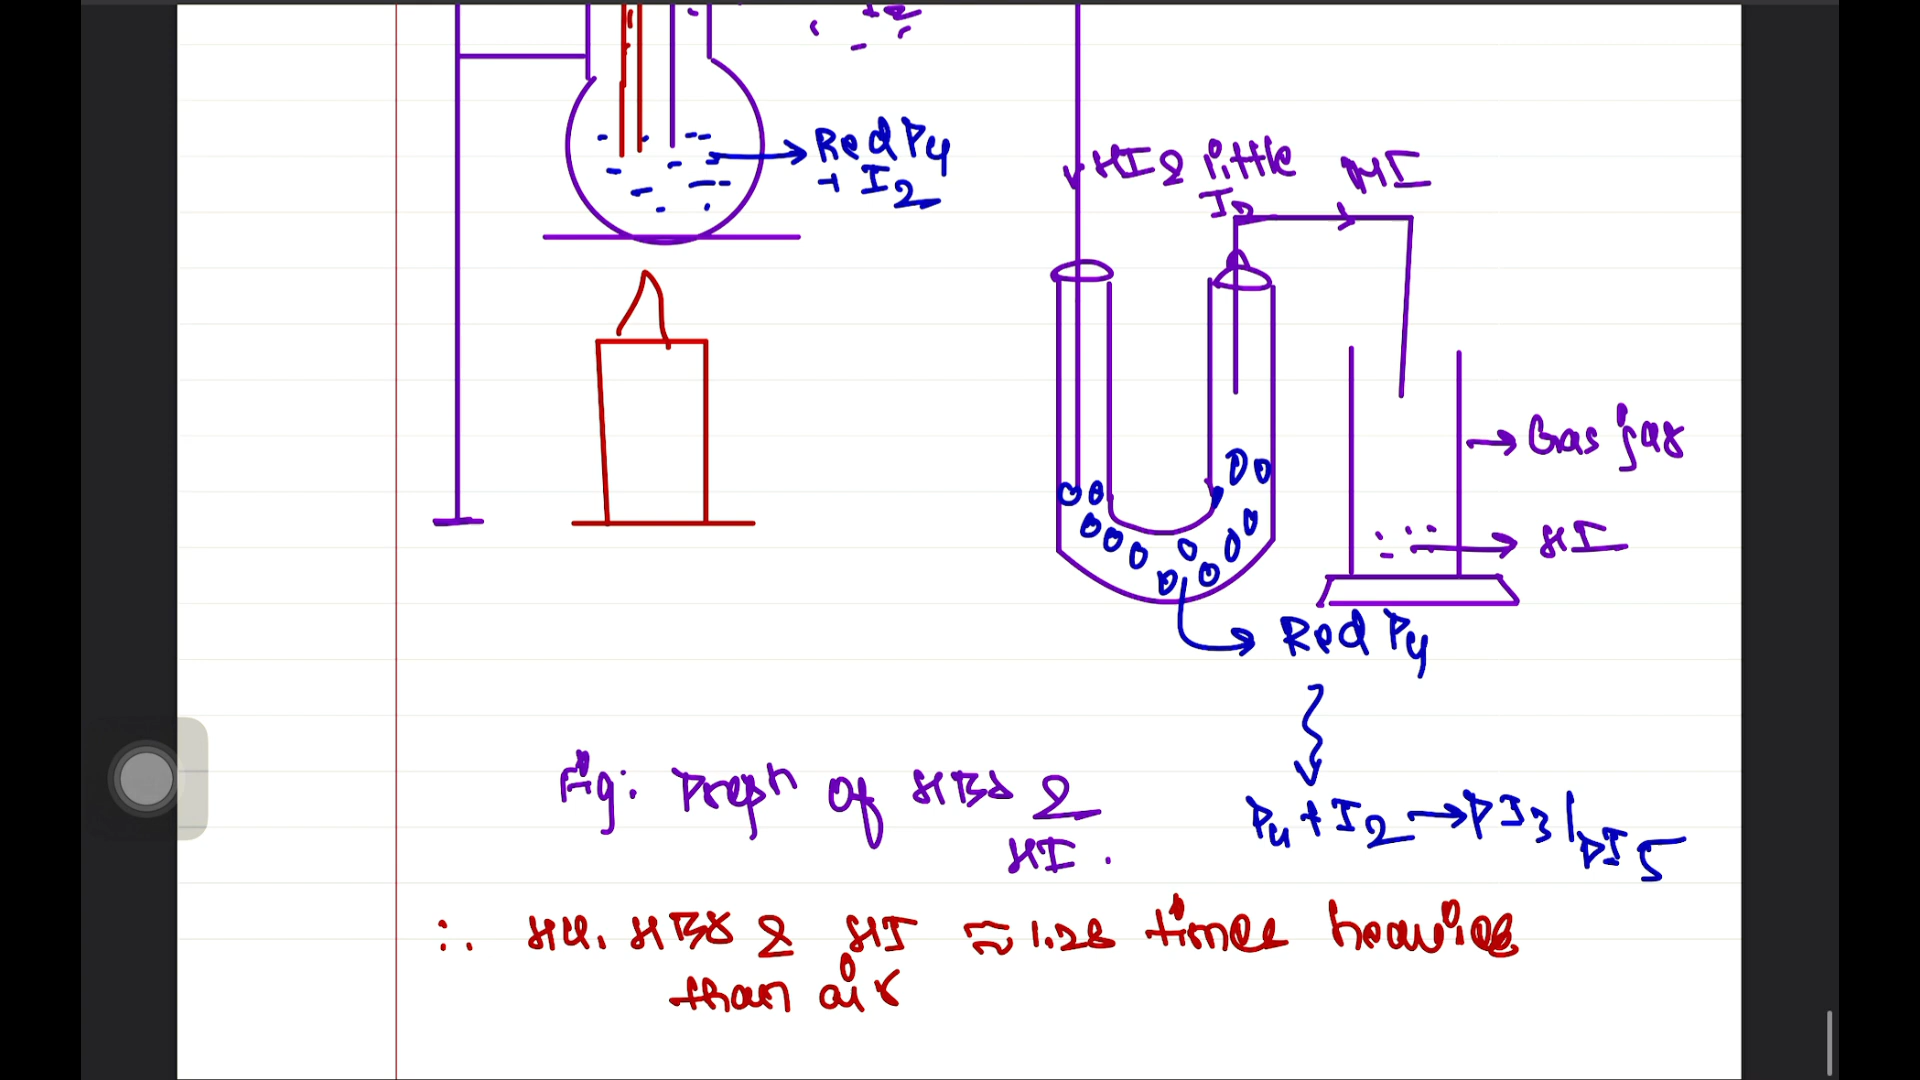 I2
Red P4
+ I2
HI & little
I2
HI
Gas jar
HI
Red P4
Fig: Prepn of HBr &
HI.
P4 + I2 → PI3 | PI5
∴ HCl, HBr & HI ≈ 1.28 times heavier
than air